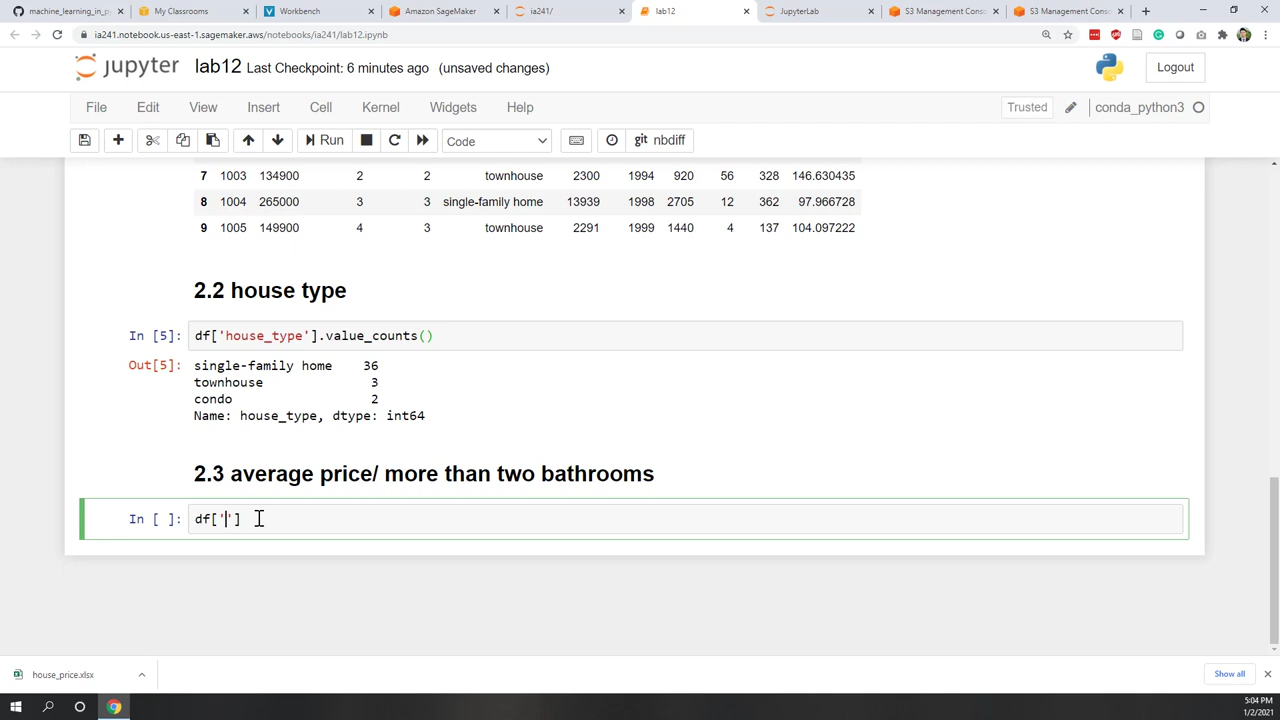 machine_learning_in_p
My Classrooms
Workbench
Amazon SageMaker
ia241/
lab12
JupyterLab
S3 Management Cons
S3 Management Cons
ia241.notebook.us-east-1.sagemaker.aws/notebooks/ia241/lab12.ipynb
jupyter lab12 Last Checkpoint: 6 minutes ago (unsaved changes)
Logout
File Edit View Insert Cell Kernel Widgets Help
Trusted conda_python3
Run Code git nbdiff
7 1003 134900 2 2 townhouse 2300 1994 920 56 328 146.630435
8 1004 265000 3 3 single-family home 13939 1998 2705 12 362 97.966728
9 1005 149900 4 3 townhouse 2291 1999 1440 4 137 104.097222
2.2 house type
In [5]: df['house_type'].value_counts()
Out[5]: single-family home 36
townhouse 3
condo 2
Name: house_type, dtype: int64
2.3 average price/ more than two bathrooms
In [ ]: df['']
house_price.xlsx
Show all
5:04 PM
1/2/2021